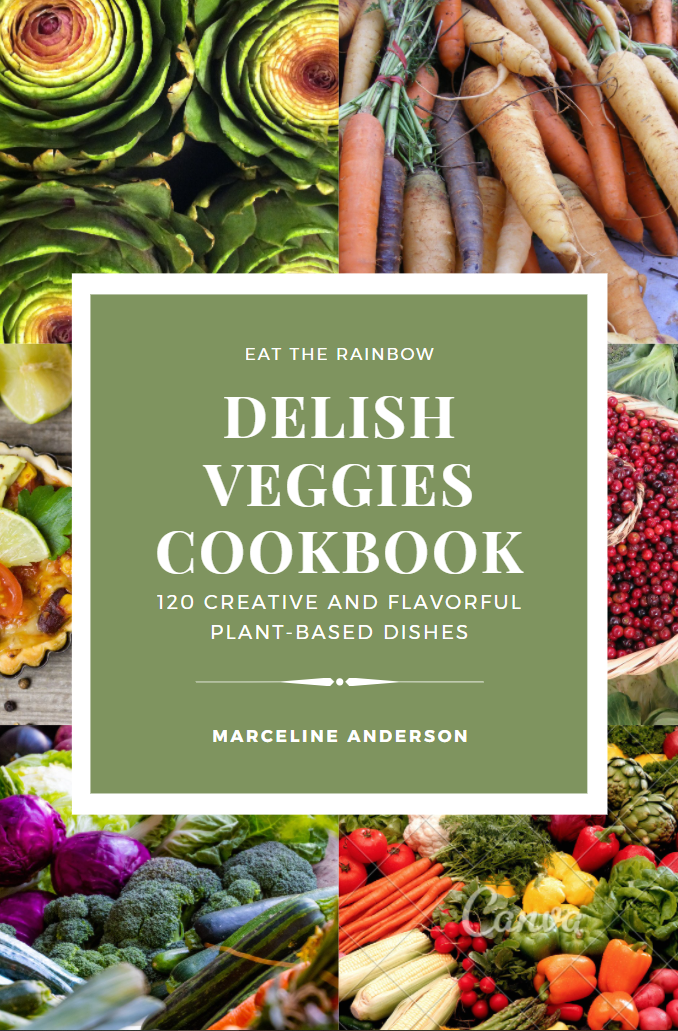 EAT THE RAINBOW
DELISH
VEGGIES
COOKBOOK
120 CREATIVE AND FLAVORFUL
PLANT-BASED DISHES
MARCELINE ANDERSON
Canva